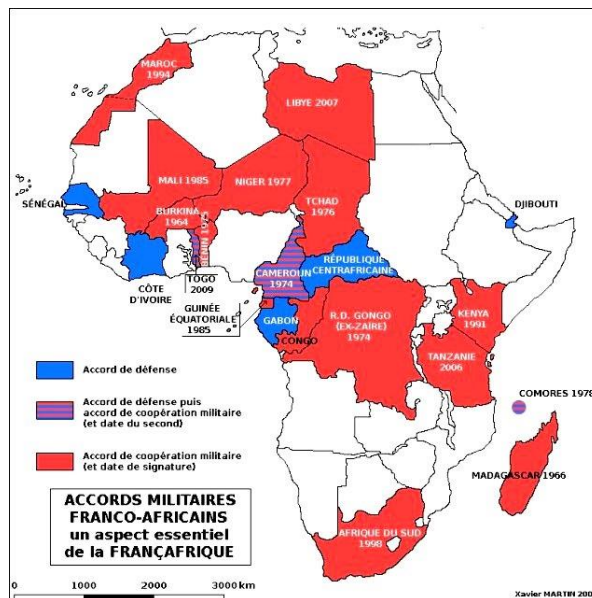 MAROC
1994
LIBYE 2007
MALI 1985
NIGER 1977
TCHAD
1976
SÉNÉGAL
BURKINA
1964
BÉNIN 1975
DJIBOUTI
CÔTE
D'IVOIRE
TOGO
2009
CAMEROUN
1974
RÉPUBLIQUE
CENTRAFRICAINE
GUINÉE
ÉQUATORIALE
1985
GABON
CONGO
R.D. GONGO
(EX-ZAÏRE)
1974
KENYA
1991
TANZANIE
2006
COMORES 1978
MADAGASCAR 1966
AFRIQUE DU SUD
1998
Accord de défense
Accord de défense puis
accord de coopération militaire
(et date du second)
Accord de coopération militaire
(et date de signature)
ACCORDS MILITAIRES
FRANCO-AFRICAINS
un aspect essentiel
de la FRANÇAFRIQUE
0 1000 2000 3000 km
Xavier MARTIN 200